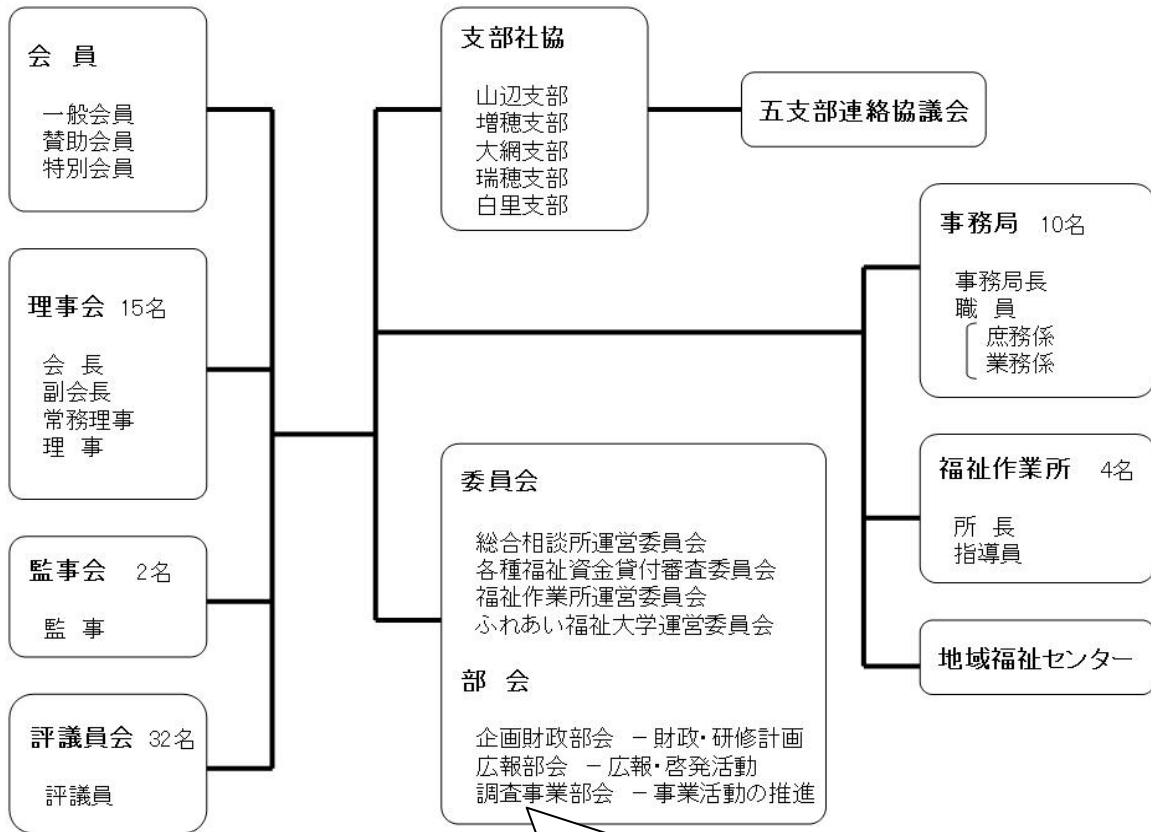 会 員
一般会員
賛助会員
特別会員
理事会 15名
会 長
副会長
常務理事
理 事
監事会 2名
監 事
評議員会 32名
評議員
支部社協
山辺支部
増穂支部
大網支部
瑞穂支部
白里支部
五支部連絡協議会
委員会
総合相談所運営委員会
各種福祉資金貸付審査委員会
福祉作業所運営委員会
ふれあい福祉大学運営委員会
部 会
企画財政部会 －財政・研修計画
広報部会 －広報・啓発活動
調査事業部会 －事業活動の推進
事務局 10名
事務局長
職 員
庶務係
業務係
福祉作業所 4名
所 長
指導員
地域福祉センター